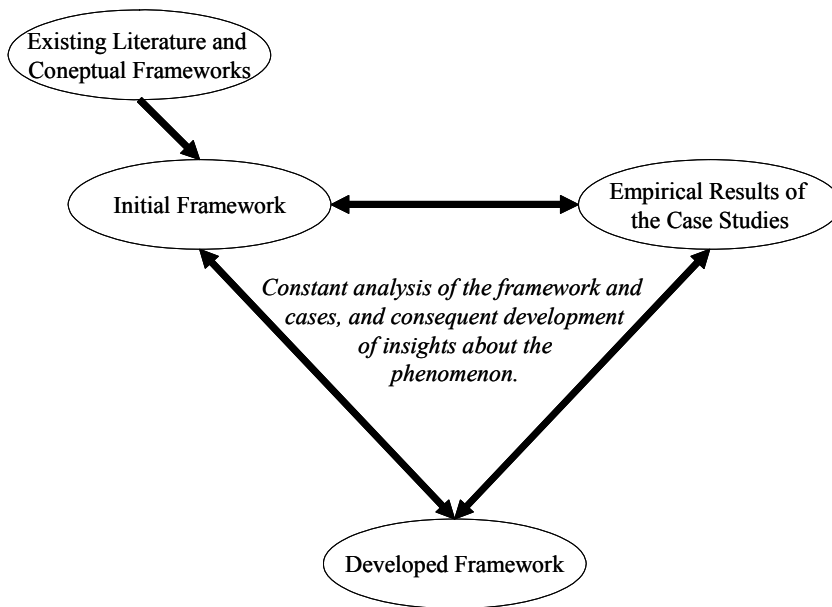 Existing Literature and
Coneptual Frameworks
Initial Framework
Empirical Results of
the Case Studies
Constant analysis of the framework and
cases, and consequent development
of insights about the
phenomenon.
Developed Framework